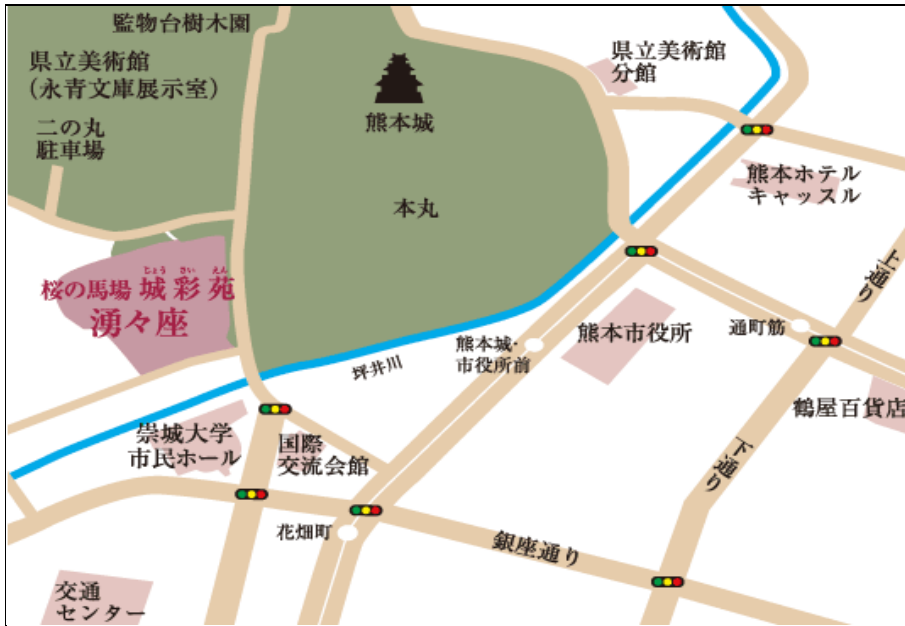 監物台樹木園
県立美術館
(永青文庫展示室)
二の丸
駐車場
熊本城
本丸
県立美術館
分館
熊本ホテル
キャッスル
上通り
じょう さい えん
桜の馬場 城彩苑
湧々座
坪井川
熊本城・
市役所前
熊本市役所
通町筋
鶴屋百貨店
下通り
崇城大学
市民ホール
国際
交流会館
花畑町
銀座通り
交通
センター